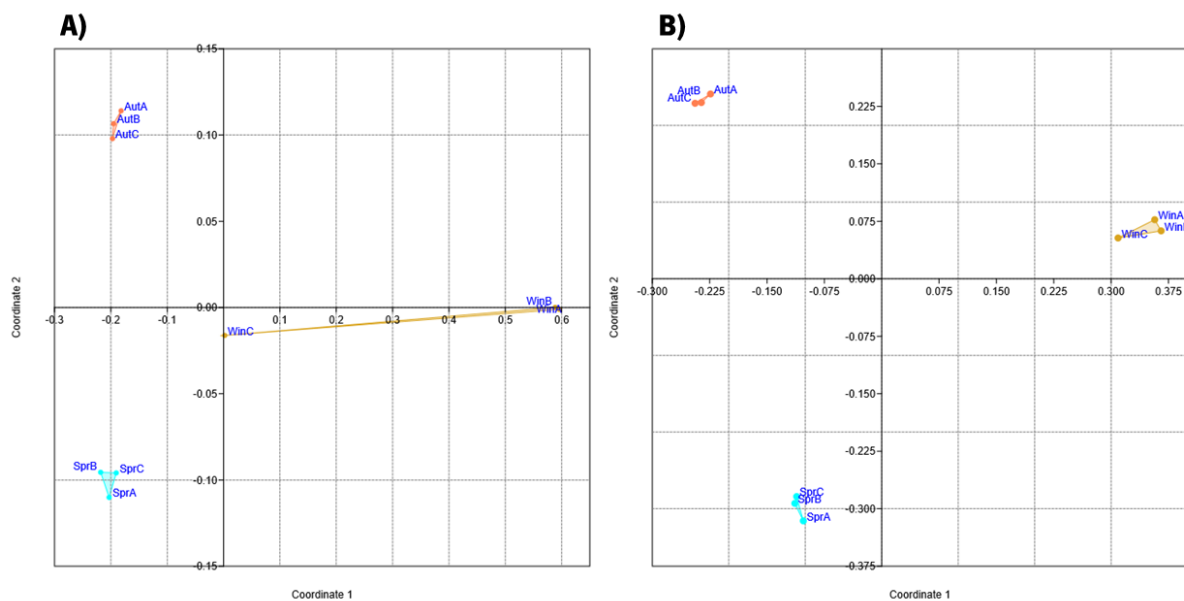 A)
0.15
AutA
AutB
AutC
0.10
0.05
0.00
-0.3
-0.2
-0.1
0.1
0.2
0.3
0.4
0.5
0.6
WinB
WinA
WinC
-0.05
SprB
SprC
-0.10
SprA
-0.15
Coordinate 2
Coordinate 1
B)
AutB
AutA
AutC
0.225
0.150
0.075
WinA
WinC
0.000
-0.300
-0.225
-0.150
-0.075
0.075
0.150
0.225
0.300
0.375
-0.075
-0.150
-0.225
SprC
SprB
-0.300
SprA
-0.375
Coordinate 2
Coordinate 1